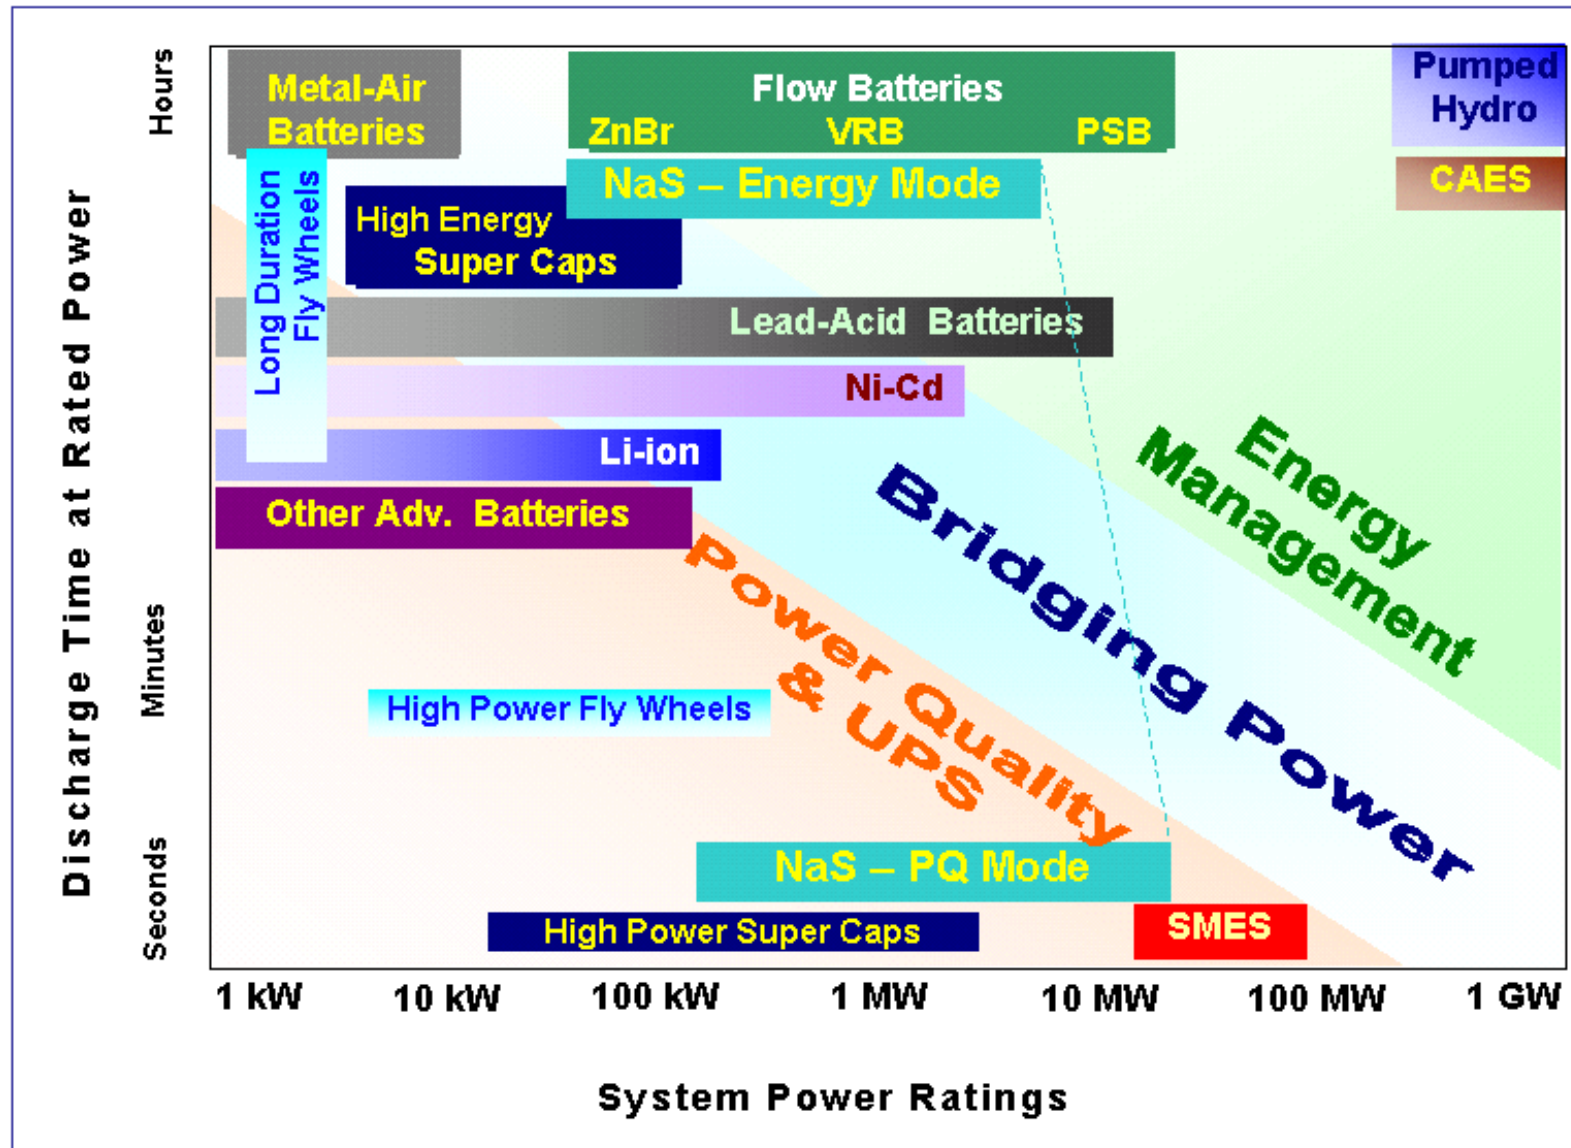 Hours
Minutes
Seconds
Discharge Time at Rated Power
Metal-Air
Batteries
Flow Batteries
ZnBr VRB PSB
Pumped
Hydro
CAES
NaS – Energy Mode
High Energy
Super Caps
Long Duration
Fly Wheels
Lead-Acid Batteries
Ni-Cd
Li-ion
Other Adv. Batteries
Energy
Management
Bridging Power
Power Quality
& UPS
High Power Fly Wheels
NaS – PQ Mode
High Power Super Caps
SMES
1 kW 10 kW 100 kW 1 MW 10 MW 100 MW 1 GW
System Power Ratings